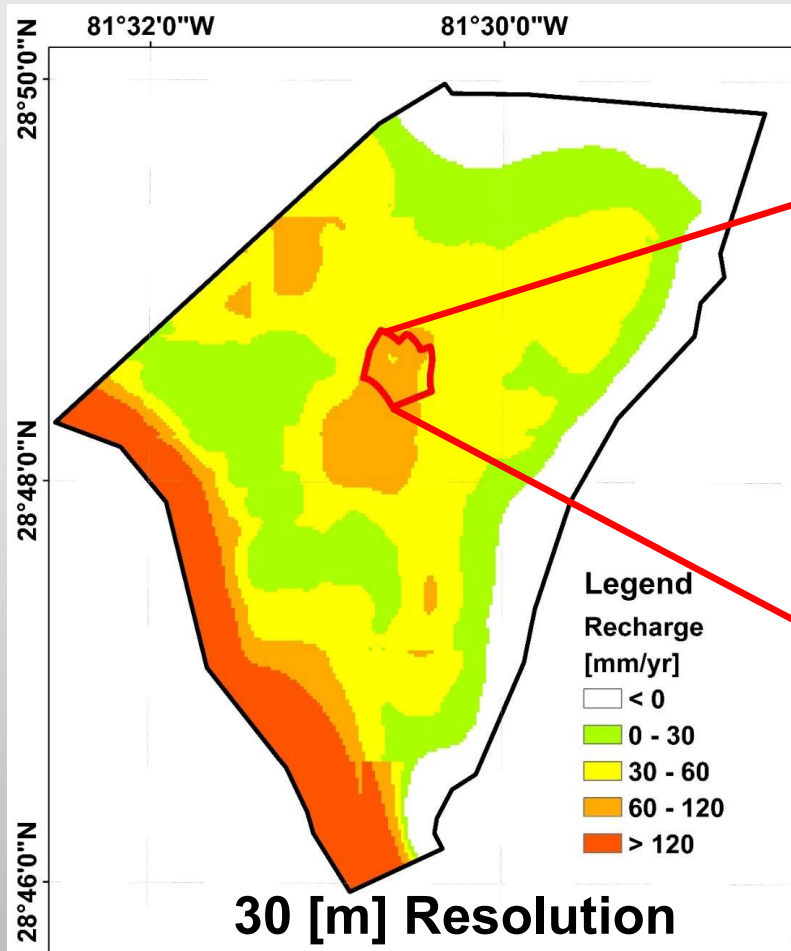 81°32'0"W
81°30'0"W
28°50'0"N
28°48'0"N
28°46'0"N
Legend
Recharge
[mm/yr]
< 0
0 - 30
30 - 60
60 - 120
> 120
30 [m] Resolution